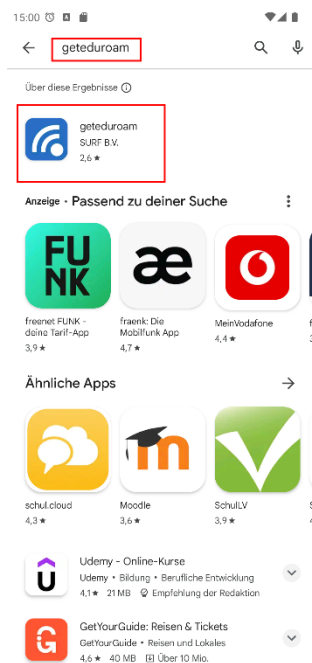 15:00
geteduroam
Über diese Ergebnisse
geteduroam
SURF B.V.
2,6 ★
Anzeige • Passend zu deiner Suche
FU
NK
æ
freenet FUNK -
deine Tarif-App
3,9 ★
fraenk: Die
Mobilfunk App
4,7 ★
MeinVodafone
4,4 ★
Ähnliche Apps
m
schul.cloud
4,3 ★
Moodle
3,6 ★
SchulLV
3,9 ★
Udemy - Online-Kurse
Udemy • Bildung • Berufliche Entwicklung
4,1 ★ 21 MB Empfehlung der Redaktion
GetYourGuide: Reisen & Tickets
GetYourGuide • Reisen und Lokales
4,6 ★ 40 MB Über 10 Mio.